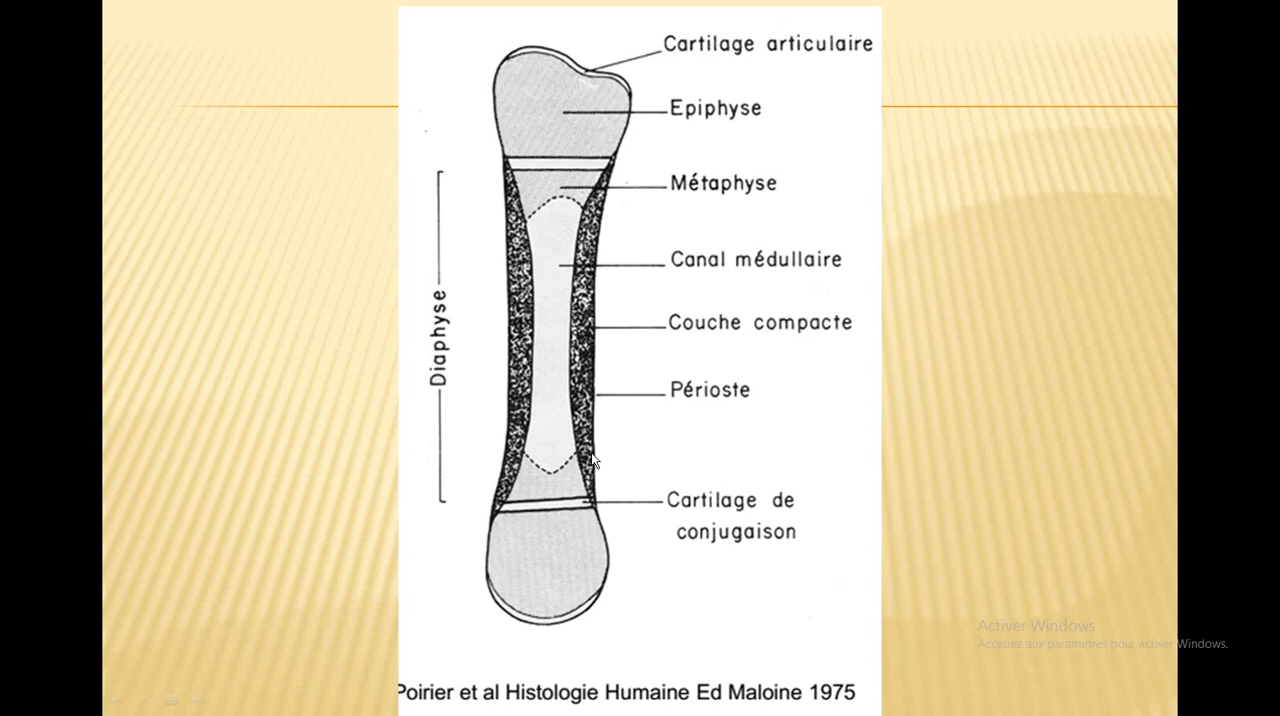 Cartilage articulaire
Epiphyse
Métaphyse
Canal médullaire
Diaphyse
Couche compacte
Périoste
Cartilage de
conjugaison
Activer Windows
Accédez aux paramètres pour activer Windows.
Poirier et al Histologie Humaine Ed Maloine 1975